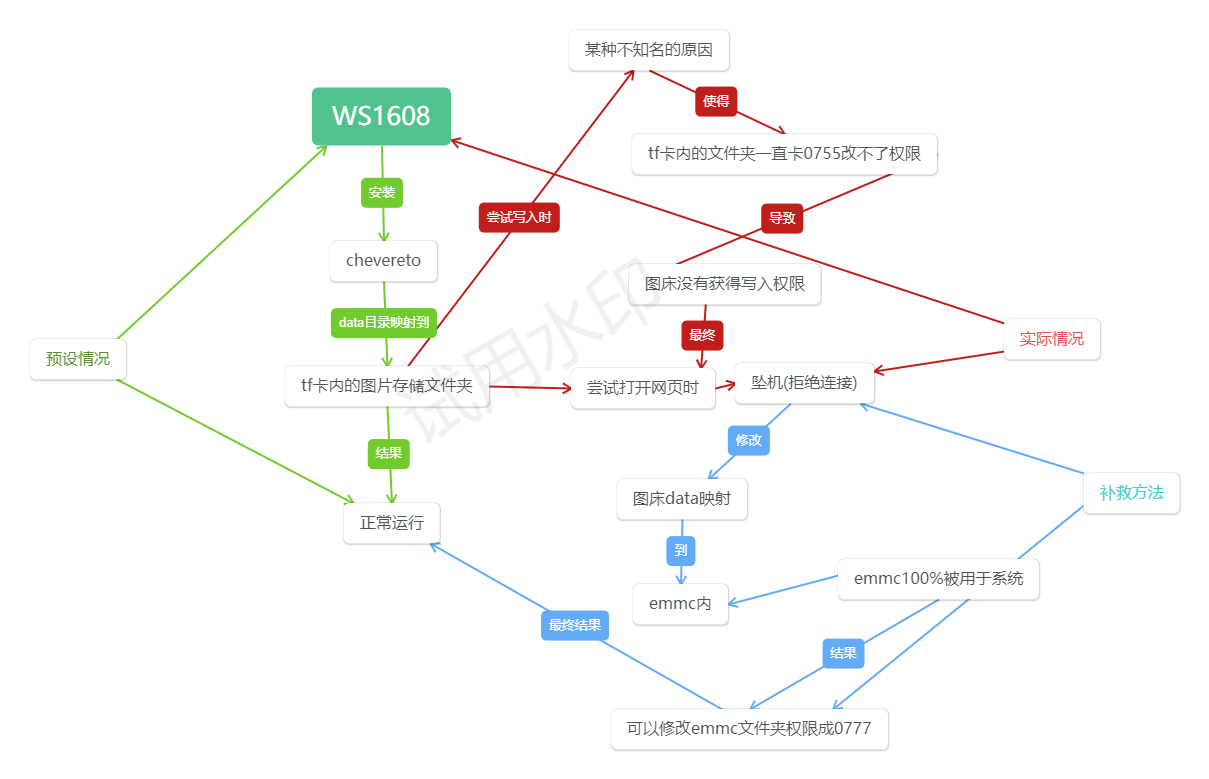 某种不知名的原因
使得
WS1608
tf卡内的文件夹一直卡0755改不了权限
安装
尝试写入时
导致
chevereto
图床没有获得写入权限
data目录映射到
最终
实际情况
预设情况
tf卡内的图片存储文件夹
尝试打开网页时
坠机(拒绝连接)
试用水印
修改
结果
图床data映射
补救方法
正常运行
到
emmc100%被用于系统
emmc内
最终结果
结果
可以修改emmc文件夹权限成0777